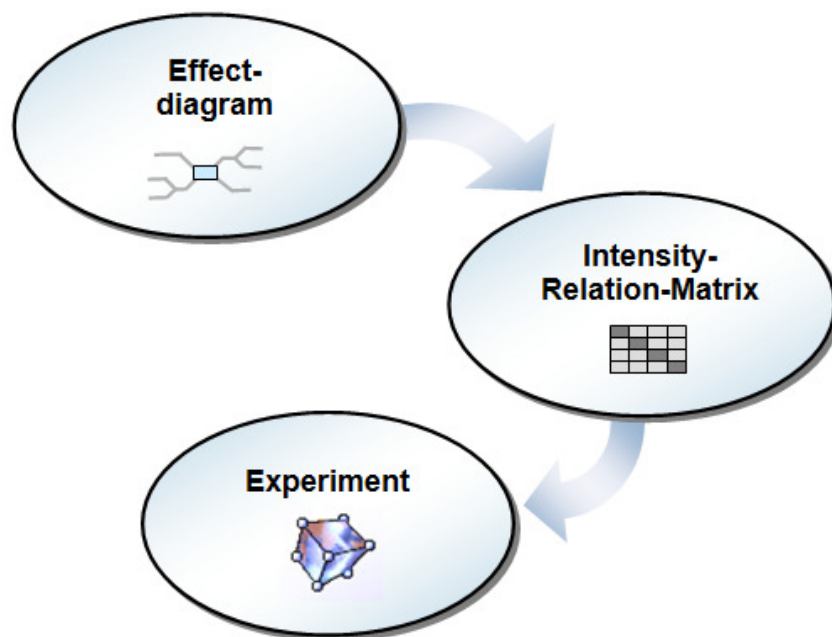 Effect-
diagram
Intensity-
Relation-Matrix
Experiment